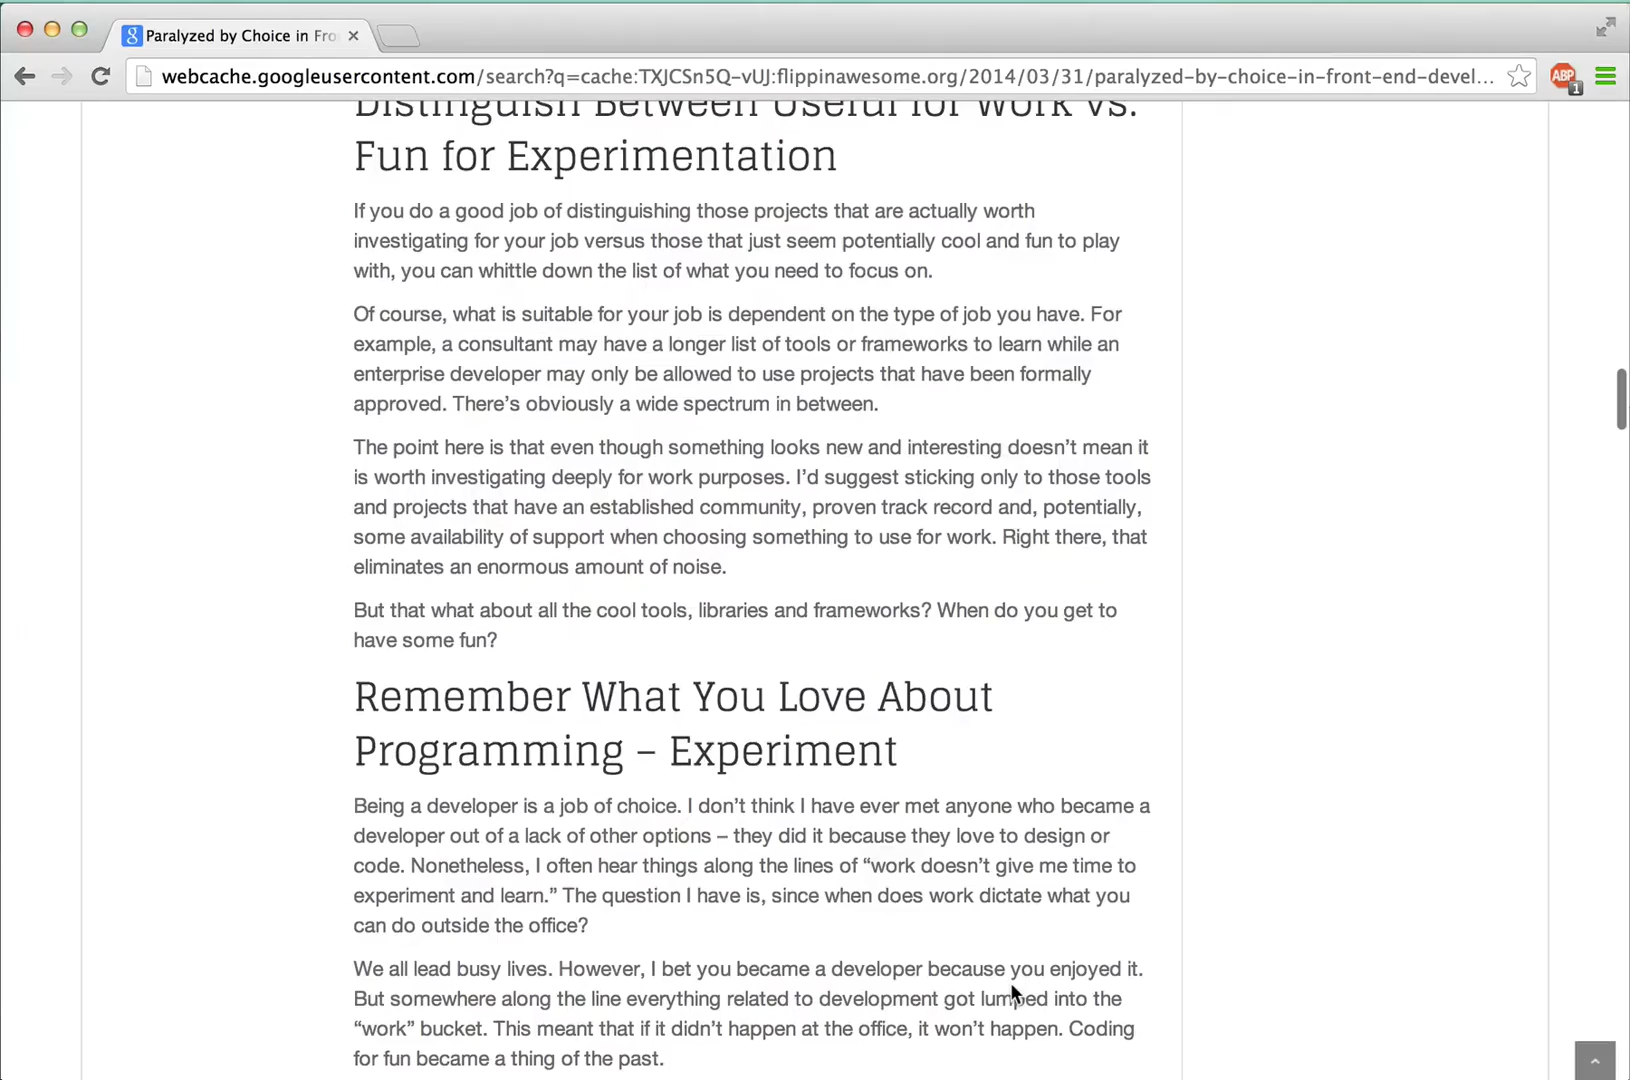 Paralyzed by Choice in Fro
webcache.googleusercontent.com/search?q=cache:TXJCSn5Q-vUJ:flippinawesome.org/2014/03/31/paralyzed-by-choice-in-front-end-devel...
ABP
1
Distinguish Between Useful for Work vs.
Fun for Experimentation
If you do a good job of distinguishing those projects that are actually worth
investigating for your job versus those that just seem potentially cool and fun to play
with, you can whittle down the list of what you need to focus on.
Of course, what is suitable for your job is dependent on the type of job you have. For
example, a consultant may have a longer list of tools or frameworks to learn while an
enterprise developer may only be allowed to use projects that have been formally
approved. There’s obviously a wide spectrum in between.
The point here is that even though something looks new and interesting doesn’t mean it
is worth investigating deeply for work purposes. I’d suggest sticking only to those tools
and projects that have an established community, proven track record and, potentially,
some availability of support when choosing something to use for work. Right there, that
eliminates an enormous amount of noise.
But that what about all the cool tools, libraries and frameworks? When do you get to
have some fun?
Remember What You Love About
Programming – Experiment
Being a developer is a job of choice. I don’t think I have ever met anyone who became a
developer out of a lack of other options – they did it because they love to design or
code. Nonetheless, I often hear things along the lines of “work doesn’t give me time to
experiment and learn.” The question I have is, since when does work dictate what you
can do outside the office?
We all lead busy lives. However, I bet you became a developer because you enjoyed it.
But somewhere along the line everything related to development got lumped into the
“work” bucket. This meant that if it didn’t happen at the office, it won’t happen. Coding
for fun became a thing of the past.